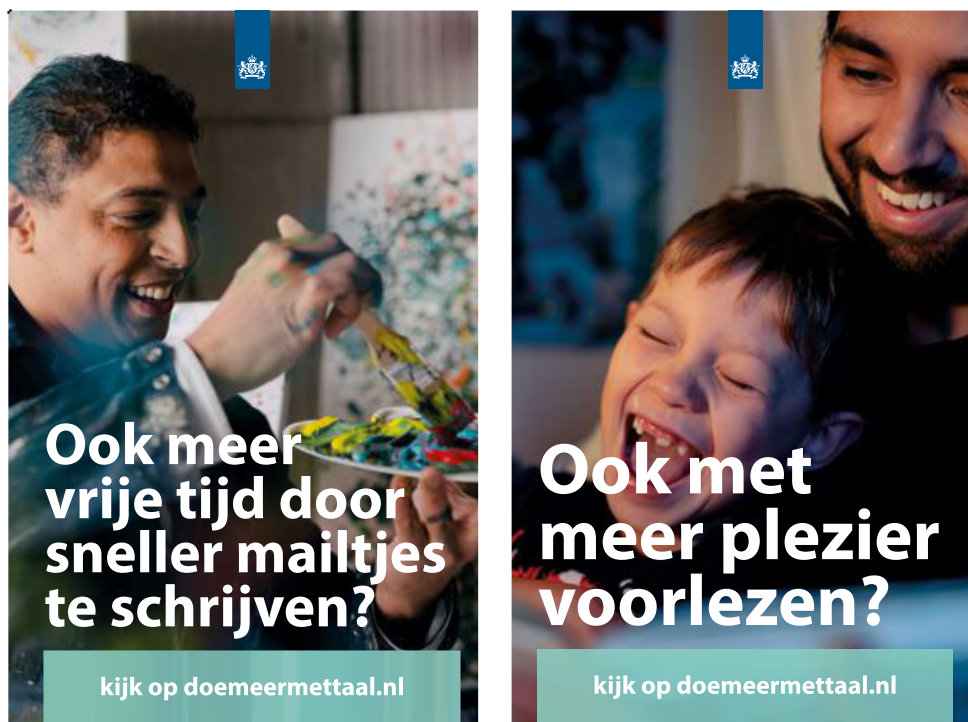 Ook meer
vrije tijd door
sneller mailtjes
te schrijven?
kijk op doemeermettaal.nl
Ook met
meer plezier
voorlezen?
kijk op doemeermettaal.nl